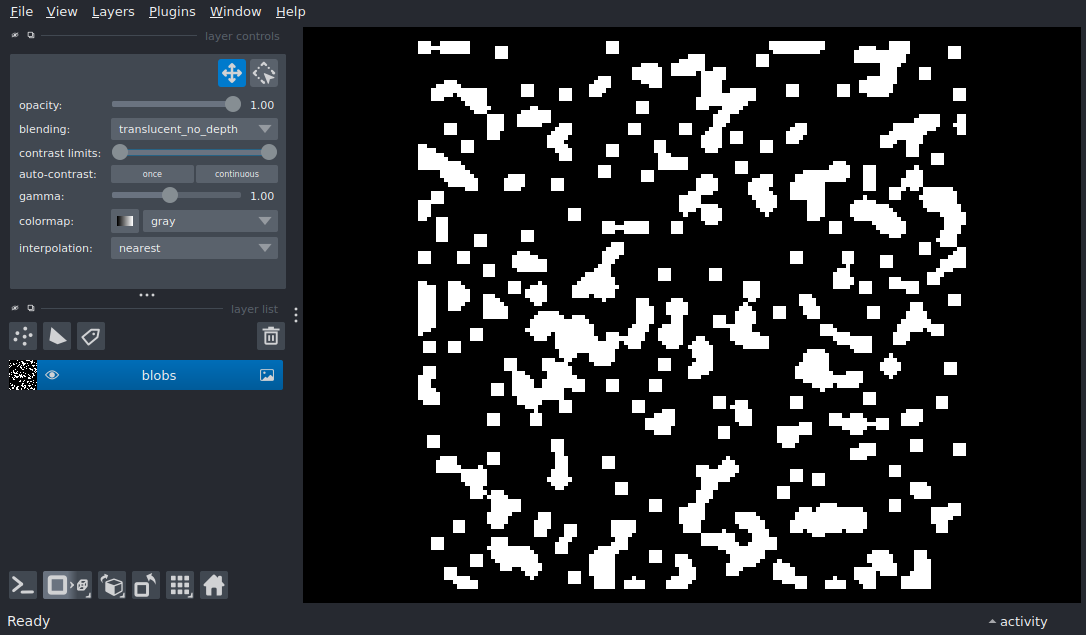 File View Layers Plugins Window Help
layer controls
opacity: 1.00
blending: translucent_no_depth
contrast limits:
auto-contrast: once continuous
gamma: 1.00
colormap: gray
interpolation: nearest
layer list
blobs
Ready activity